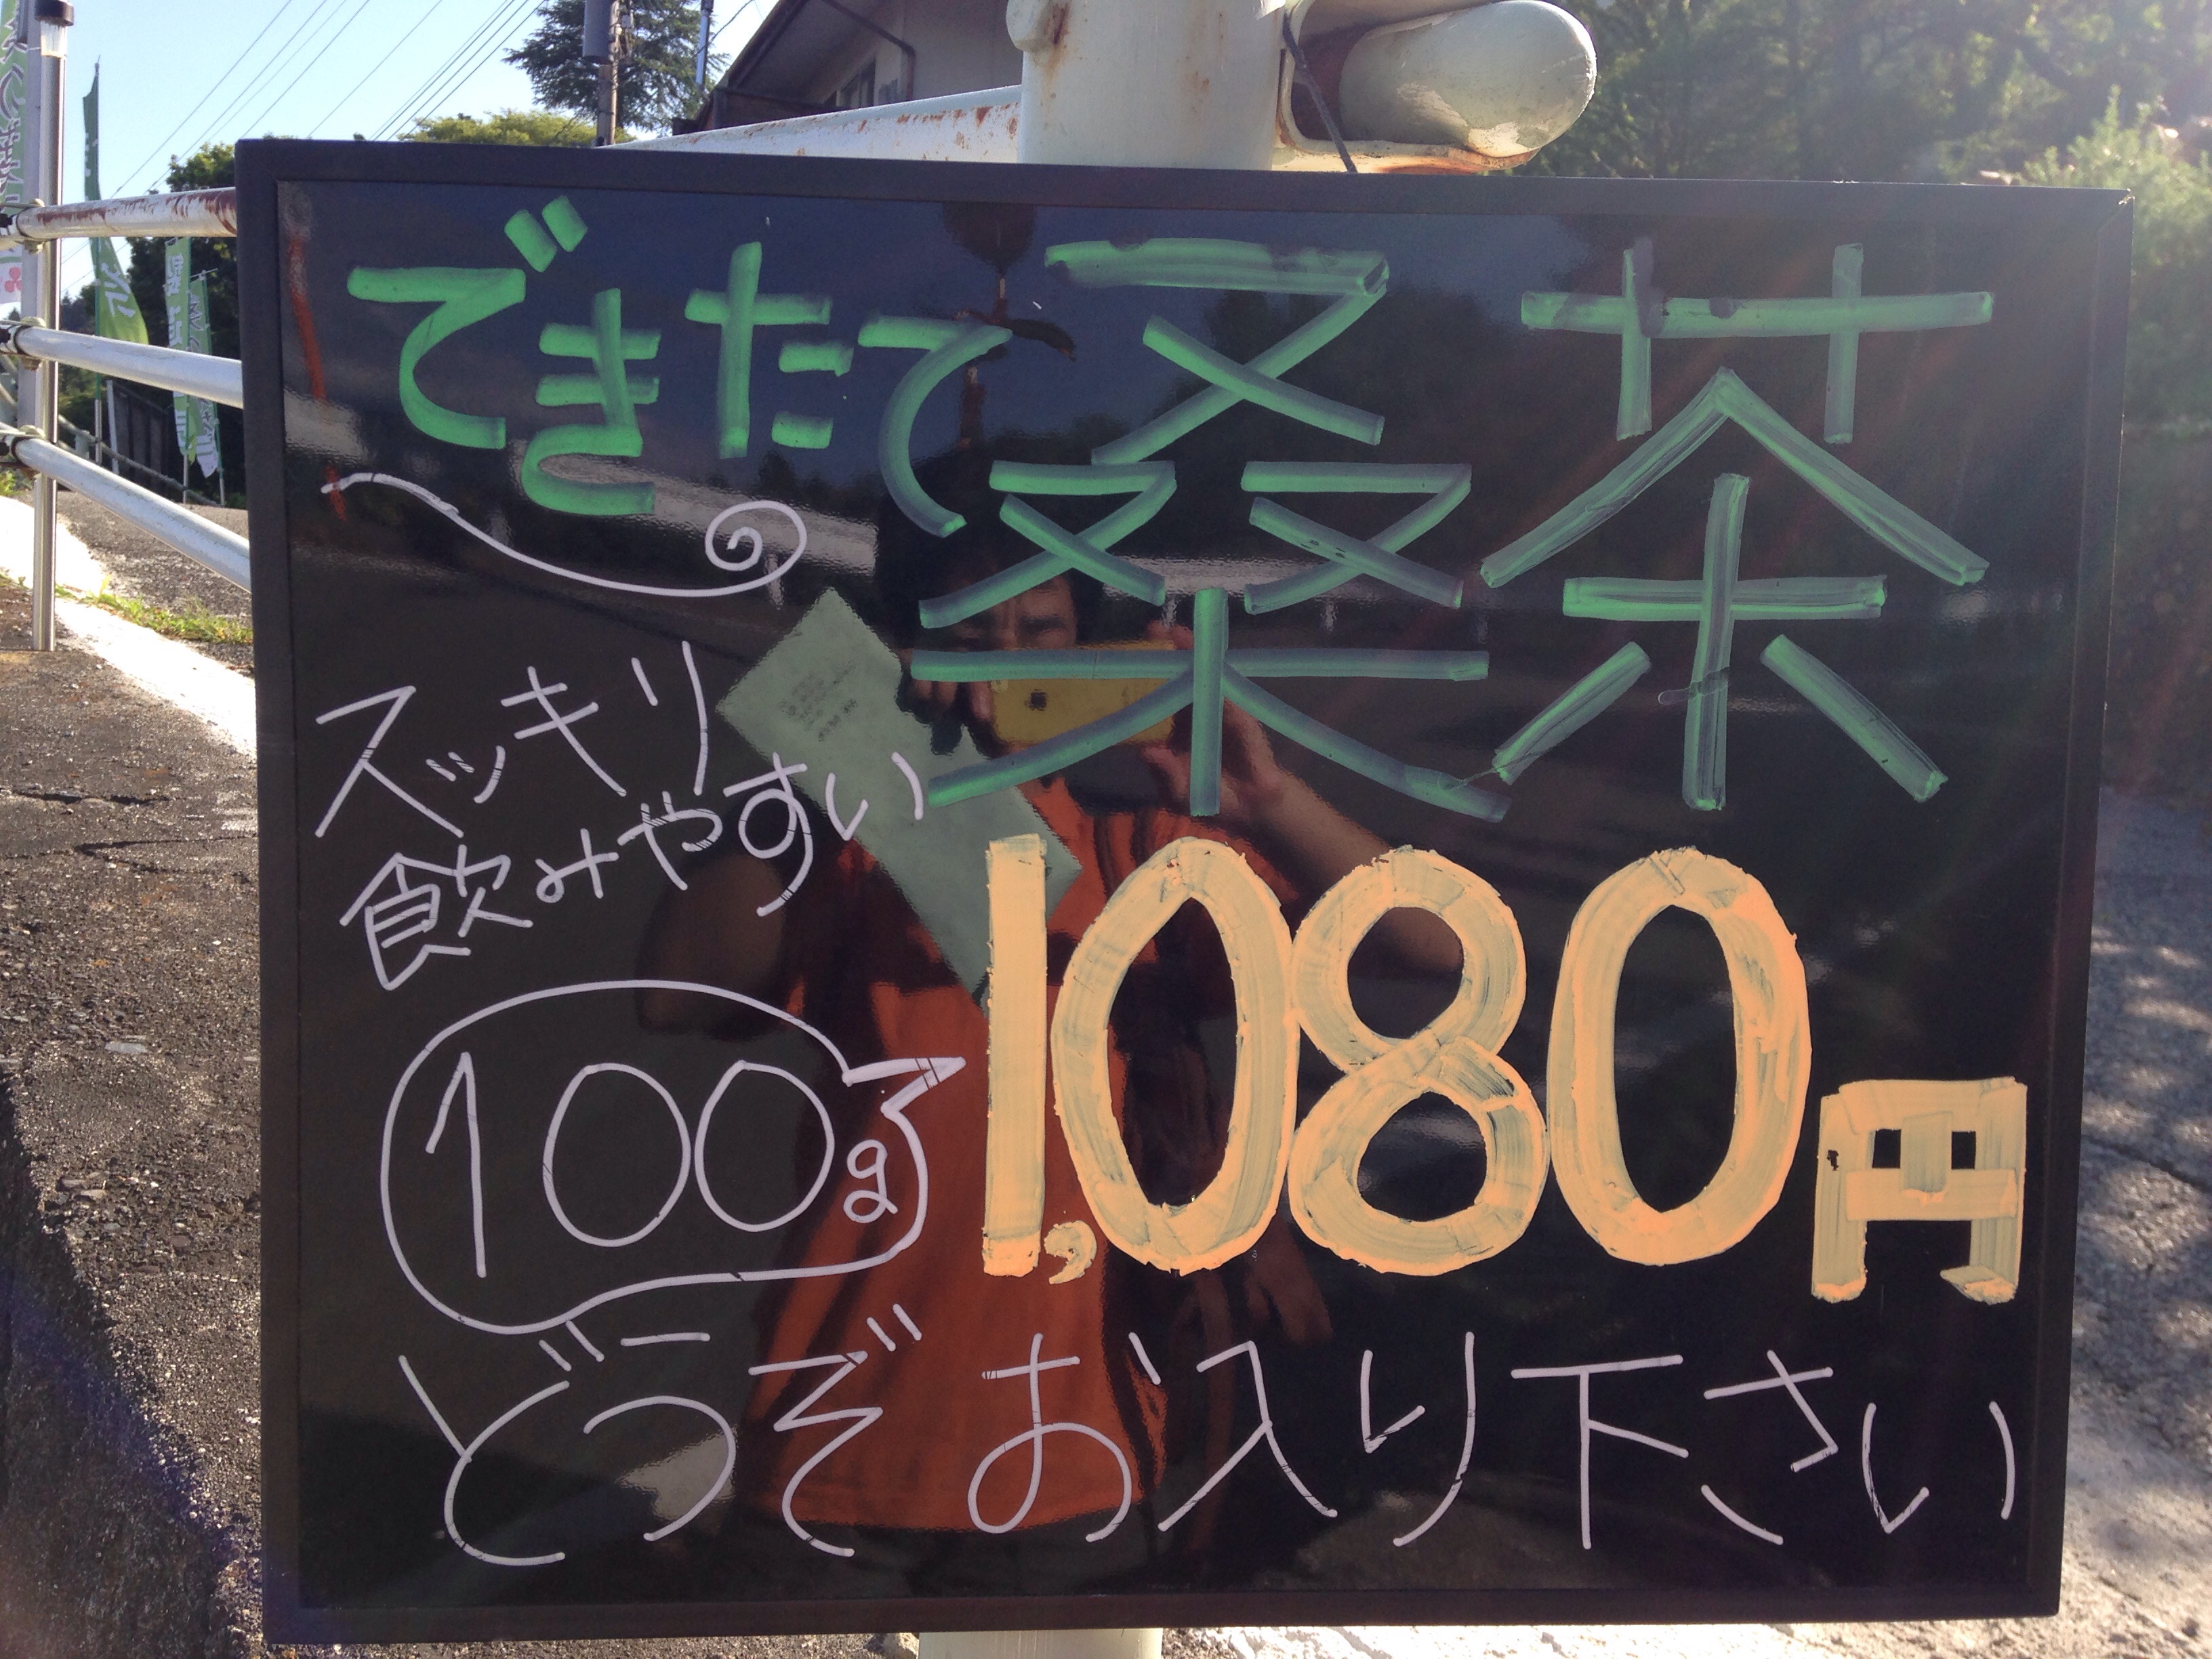 できたて 桑茶
スッキリ
飲みやすい
100g
1,080円
どうぞお入り下さい